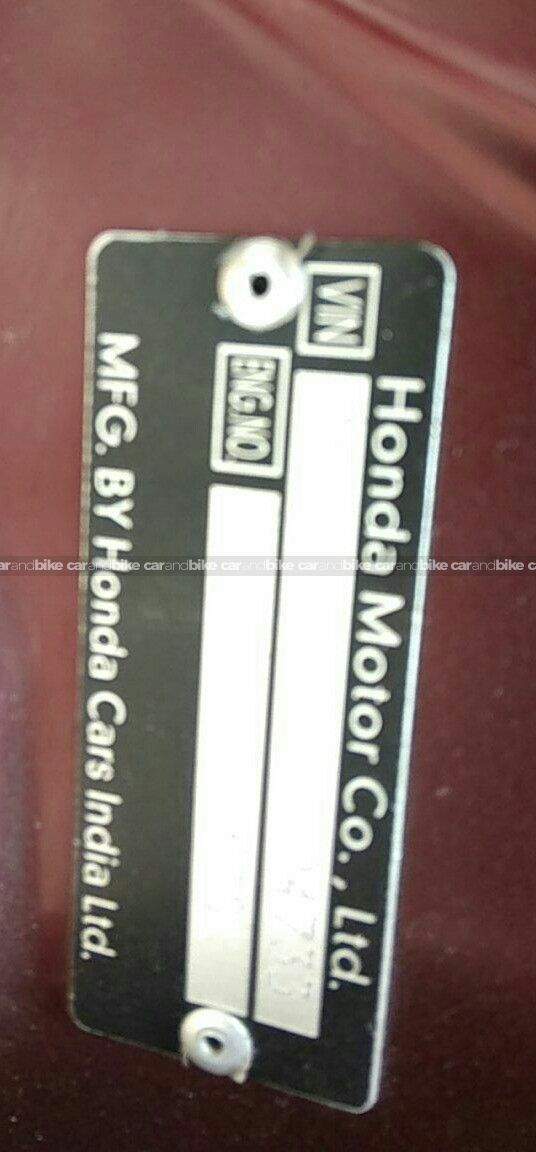 Honda Motor Co., Ltd.
VIN
ENG.NO.
MFG. BY Honda Cars India Ltd.
carandbike carandbike carandbike carandbike carandbike carandbike